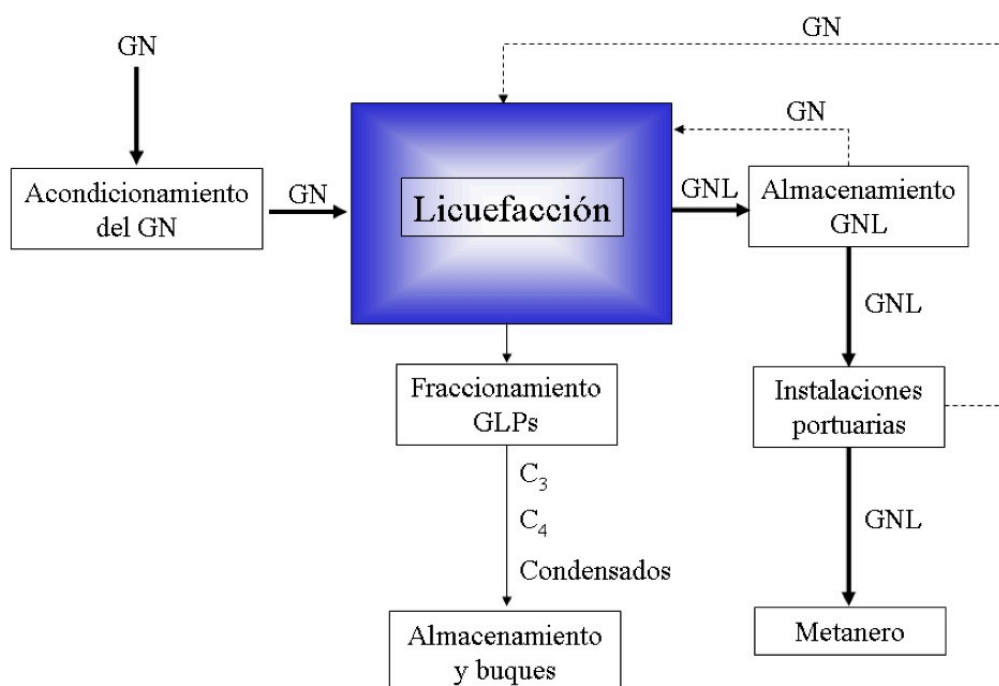 GN
GN
GN
Acondicionamiento
del GN
GN
Licuefacción
GNL
Almacenamiento
GNL
GNL
Fraccionamiento
GLPs
Instalaciones
portuarias
C3
C4
Condensados
GNL
Almacenamiento
y buques
Metanero